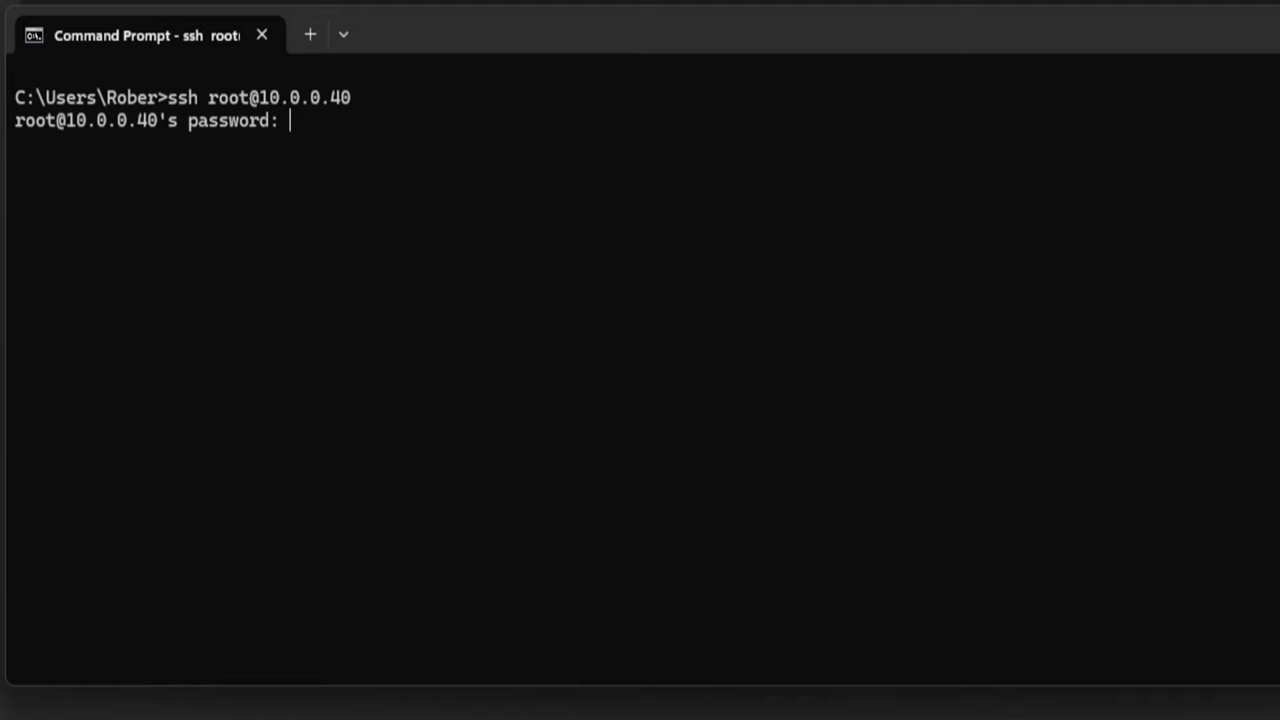 Command Prompt - ssh root
C:\Users\Rober>ssh root@10.0.0.40
root@10.0.0.40's password: